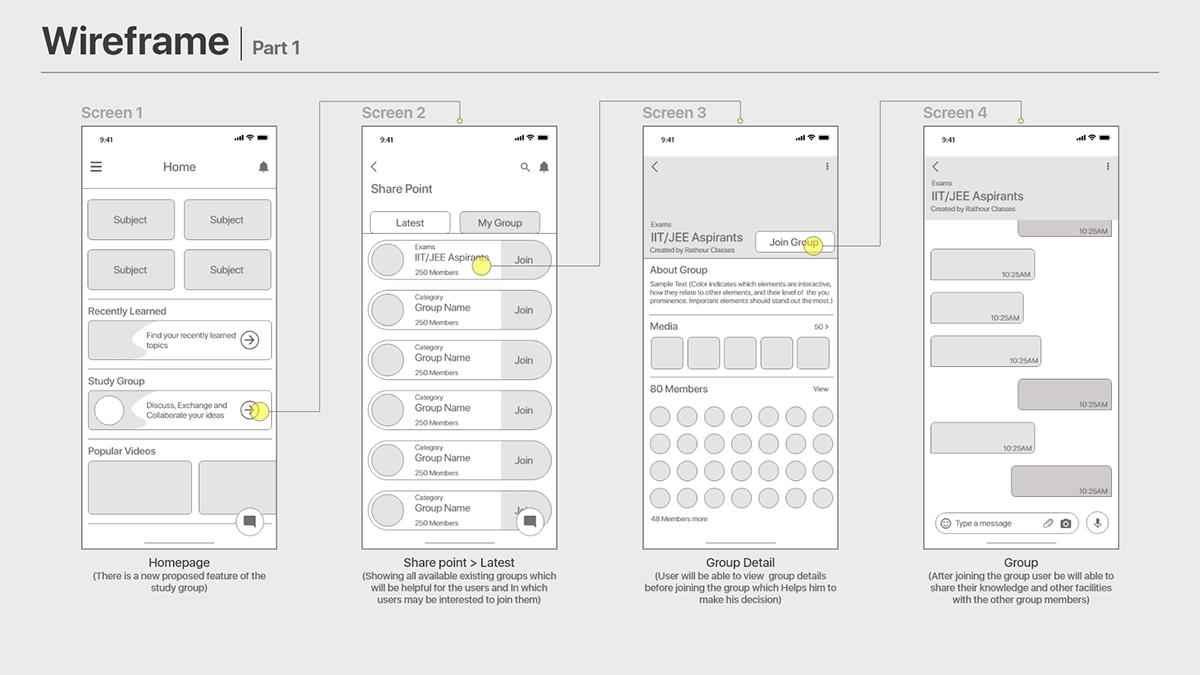 Wireframe | Part 1
Screen 1
9:41
Home
Subject
Subject
Subject
Subject
Recently Learned
Find your recently learned
topics
Study Group
Discuss, Exchange and
Collaborate your ideas
Popular Videos
Homepage
(There is a new proposed feature of the
study group)
Screen 2
9:41
Share Point
Latest
My Group
Exams
IIT/JEE Aspirants
250 Members
Join
Category
Group Name
250 Members
Join
Category
Group Name
250 Members
Join
Category
Group Name
250 Members
Join
Category
Group Name
250 Members
Join
Category
Group Name
250 Members
Share point > Latest
(Showing all available existing groups which
will be helpful for the users and In which
users may be interested to join them)
Screen 3
9:41
Exams
IIT/JEE Aspirants
Created by Rathour Classes
Join Group
About Group
Sample Text (Color indicates which elements are interactive,
how they relate to other elements, and their level of the you
prominence. Important elements should stand out the most.)
Media
50 >
80 Members
View
48 Members more
Group Detail
(User will be able to view group details
before joining the group which Helps him to
make his decision)
Screen 4
9:41
Exams
IIT/JEE Aspirants
Created by Rathour Classes
10:25AM
10:25AM
10:25AM
10:25AM
10:25AM
10:25AM
10:25AM
Type a message
Group
(After joining the group user be will able to
share their knowledge and other facilities
with the other group members)